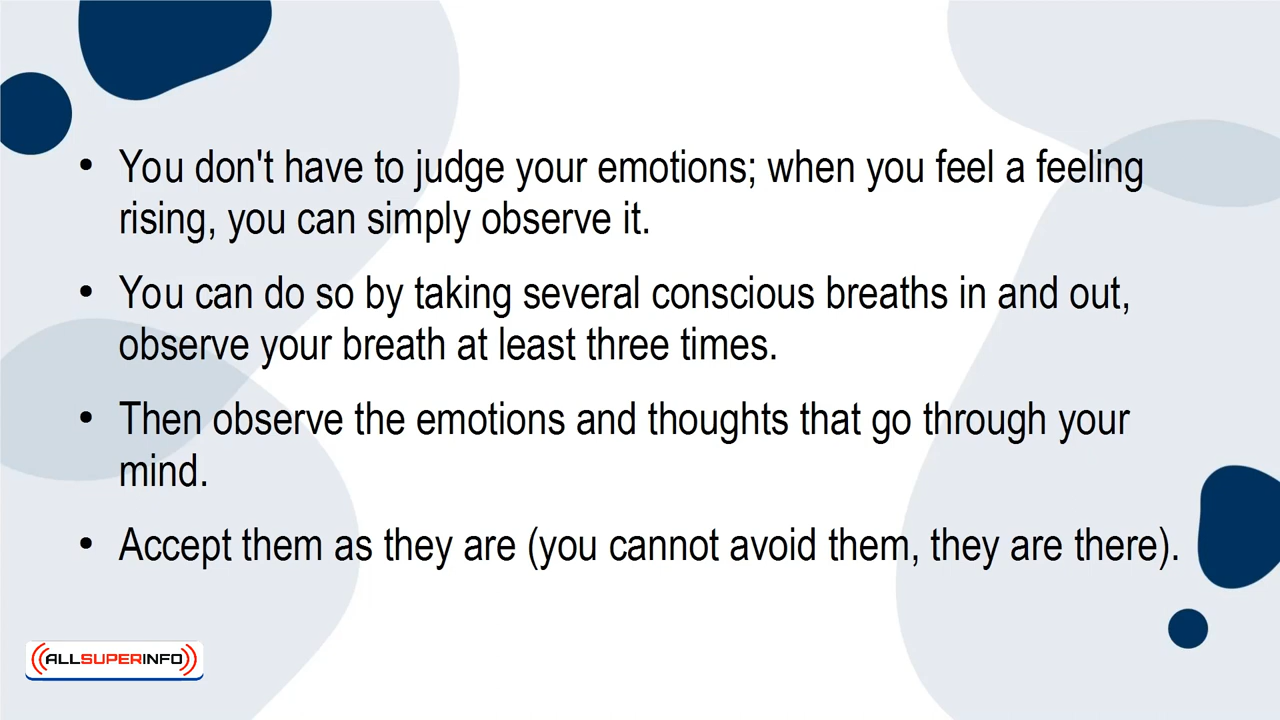 • You don't have to judge your emotions; when you feel a feeling
rising, you can simply observe it.
• You can do so by taking several conscious breaths in and out,
observe your breath at least three times.
• Then observe the emotions and thoughts that go through your
mind.
• Accept them as they are (you cannot avoid them, they are there).
ALLSUPERINFO